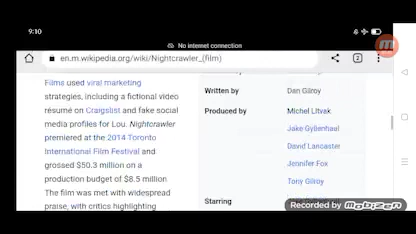 9:10
No internet connection
en.m.wikipedia.org/wiki/Nightcrawler_(film)
2
Films used viral marketing
strategies, including a fictional video
résumé on Craigslist and fake social
media profiles for Lou. Nightcrawler
premiered at the 2014 Toronto
International Film Festival and
grossed $50.3 million on a
production budget of $8.5 million
The film was met with widespread
praise, with critics highlighting
Written by
Dan Gilroy
Produced by
Michel Litvak
Jake Gyllenhaal
David Lancaster
Jennifer Fox
Tony Gilroy
Starring
Recorded by Mobizen